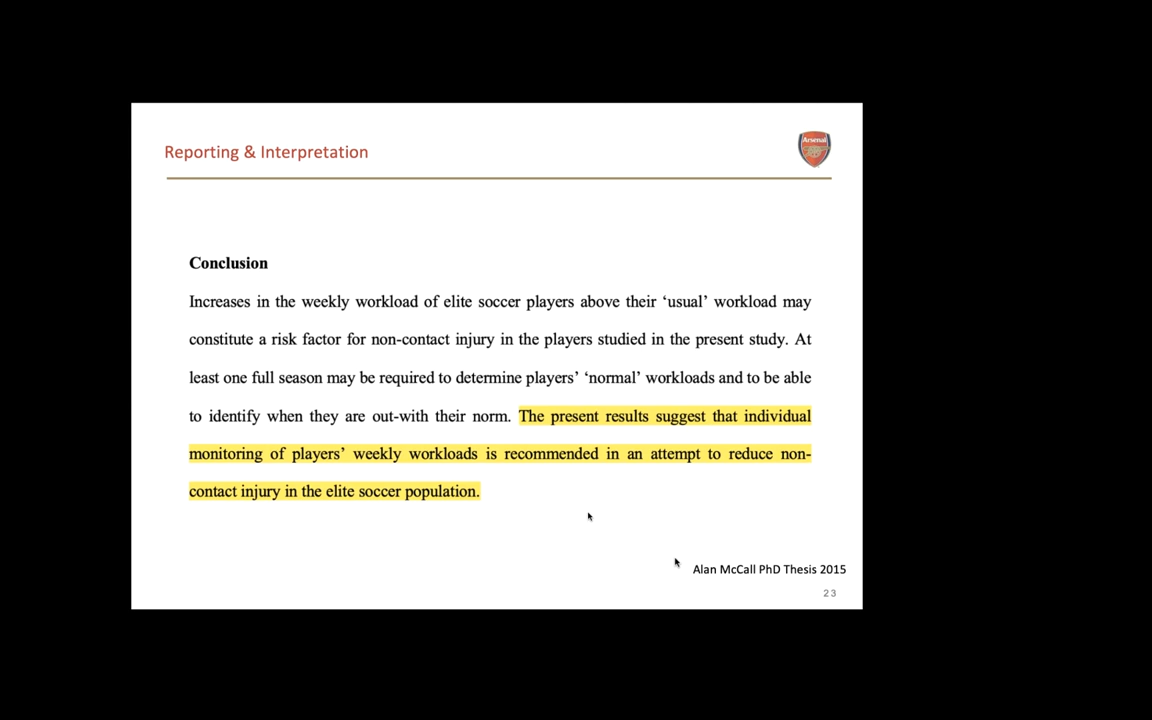 Reporting & Interpretation
Arsenal
Conclusion
Increases in the weekly workload of elite soccer players above their ‘usual’ workload may
constitute a risk factor for non-contact injury in the players studied in the present study. At
least one full season may be required to determine players’ ‘normal’ workloads and to be able
to identify when they are out-with their norm. The present results suggest that individual
monitoring of players’ weekly workloads is recommended in an attempt to reduce non-
contact injury in the elite soccer population.
Alan McCall PhD Thesis 2015
23